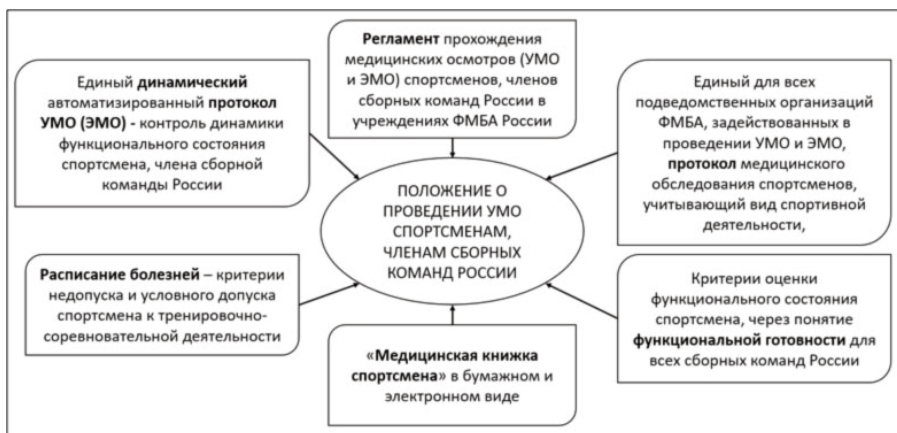 Единый динамический
автоматизированный протокол
УМО (ЭМО) - контроль динамики
функционального состояния
спортсмена, члена сборной
команды России
Регламент прохождения
медицинских осмотров (УМО
и ЭМО) спортсменов, членов
сборных команд России в
учреждениях ФМБА России
Единый для всех
подведомственных организаций
ФМБА, задействованных в
проведении УМО и ЭМО,
протокол медицинского
обследования спортсменов,
учитывающий вид спортивной
деятельности,
ПОЛОЖЕНИЕ О
ПРОВЕДЕНИИ УМО
СПОРТСМЕНАМ,
ЧЛЕНАМ СБОРНЫХ
КОМАНД РОССИИ
Расписание болезней – критерии
недопуска и условного допуска
спортсмена к тренировочно-
соревновательной деятельности
«Медицинская книжка
спортсмена» в бумажном и
электронном виде
Критерии оценки
функционального состояния
спортсмена, через понятие
функциональной готовности для
всех сборных команд России